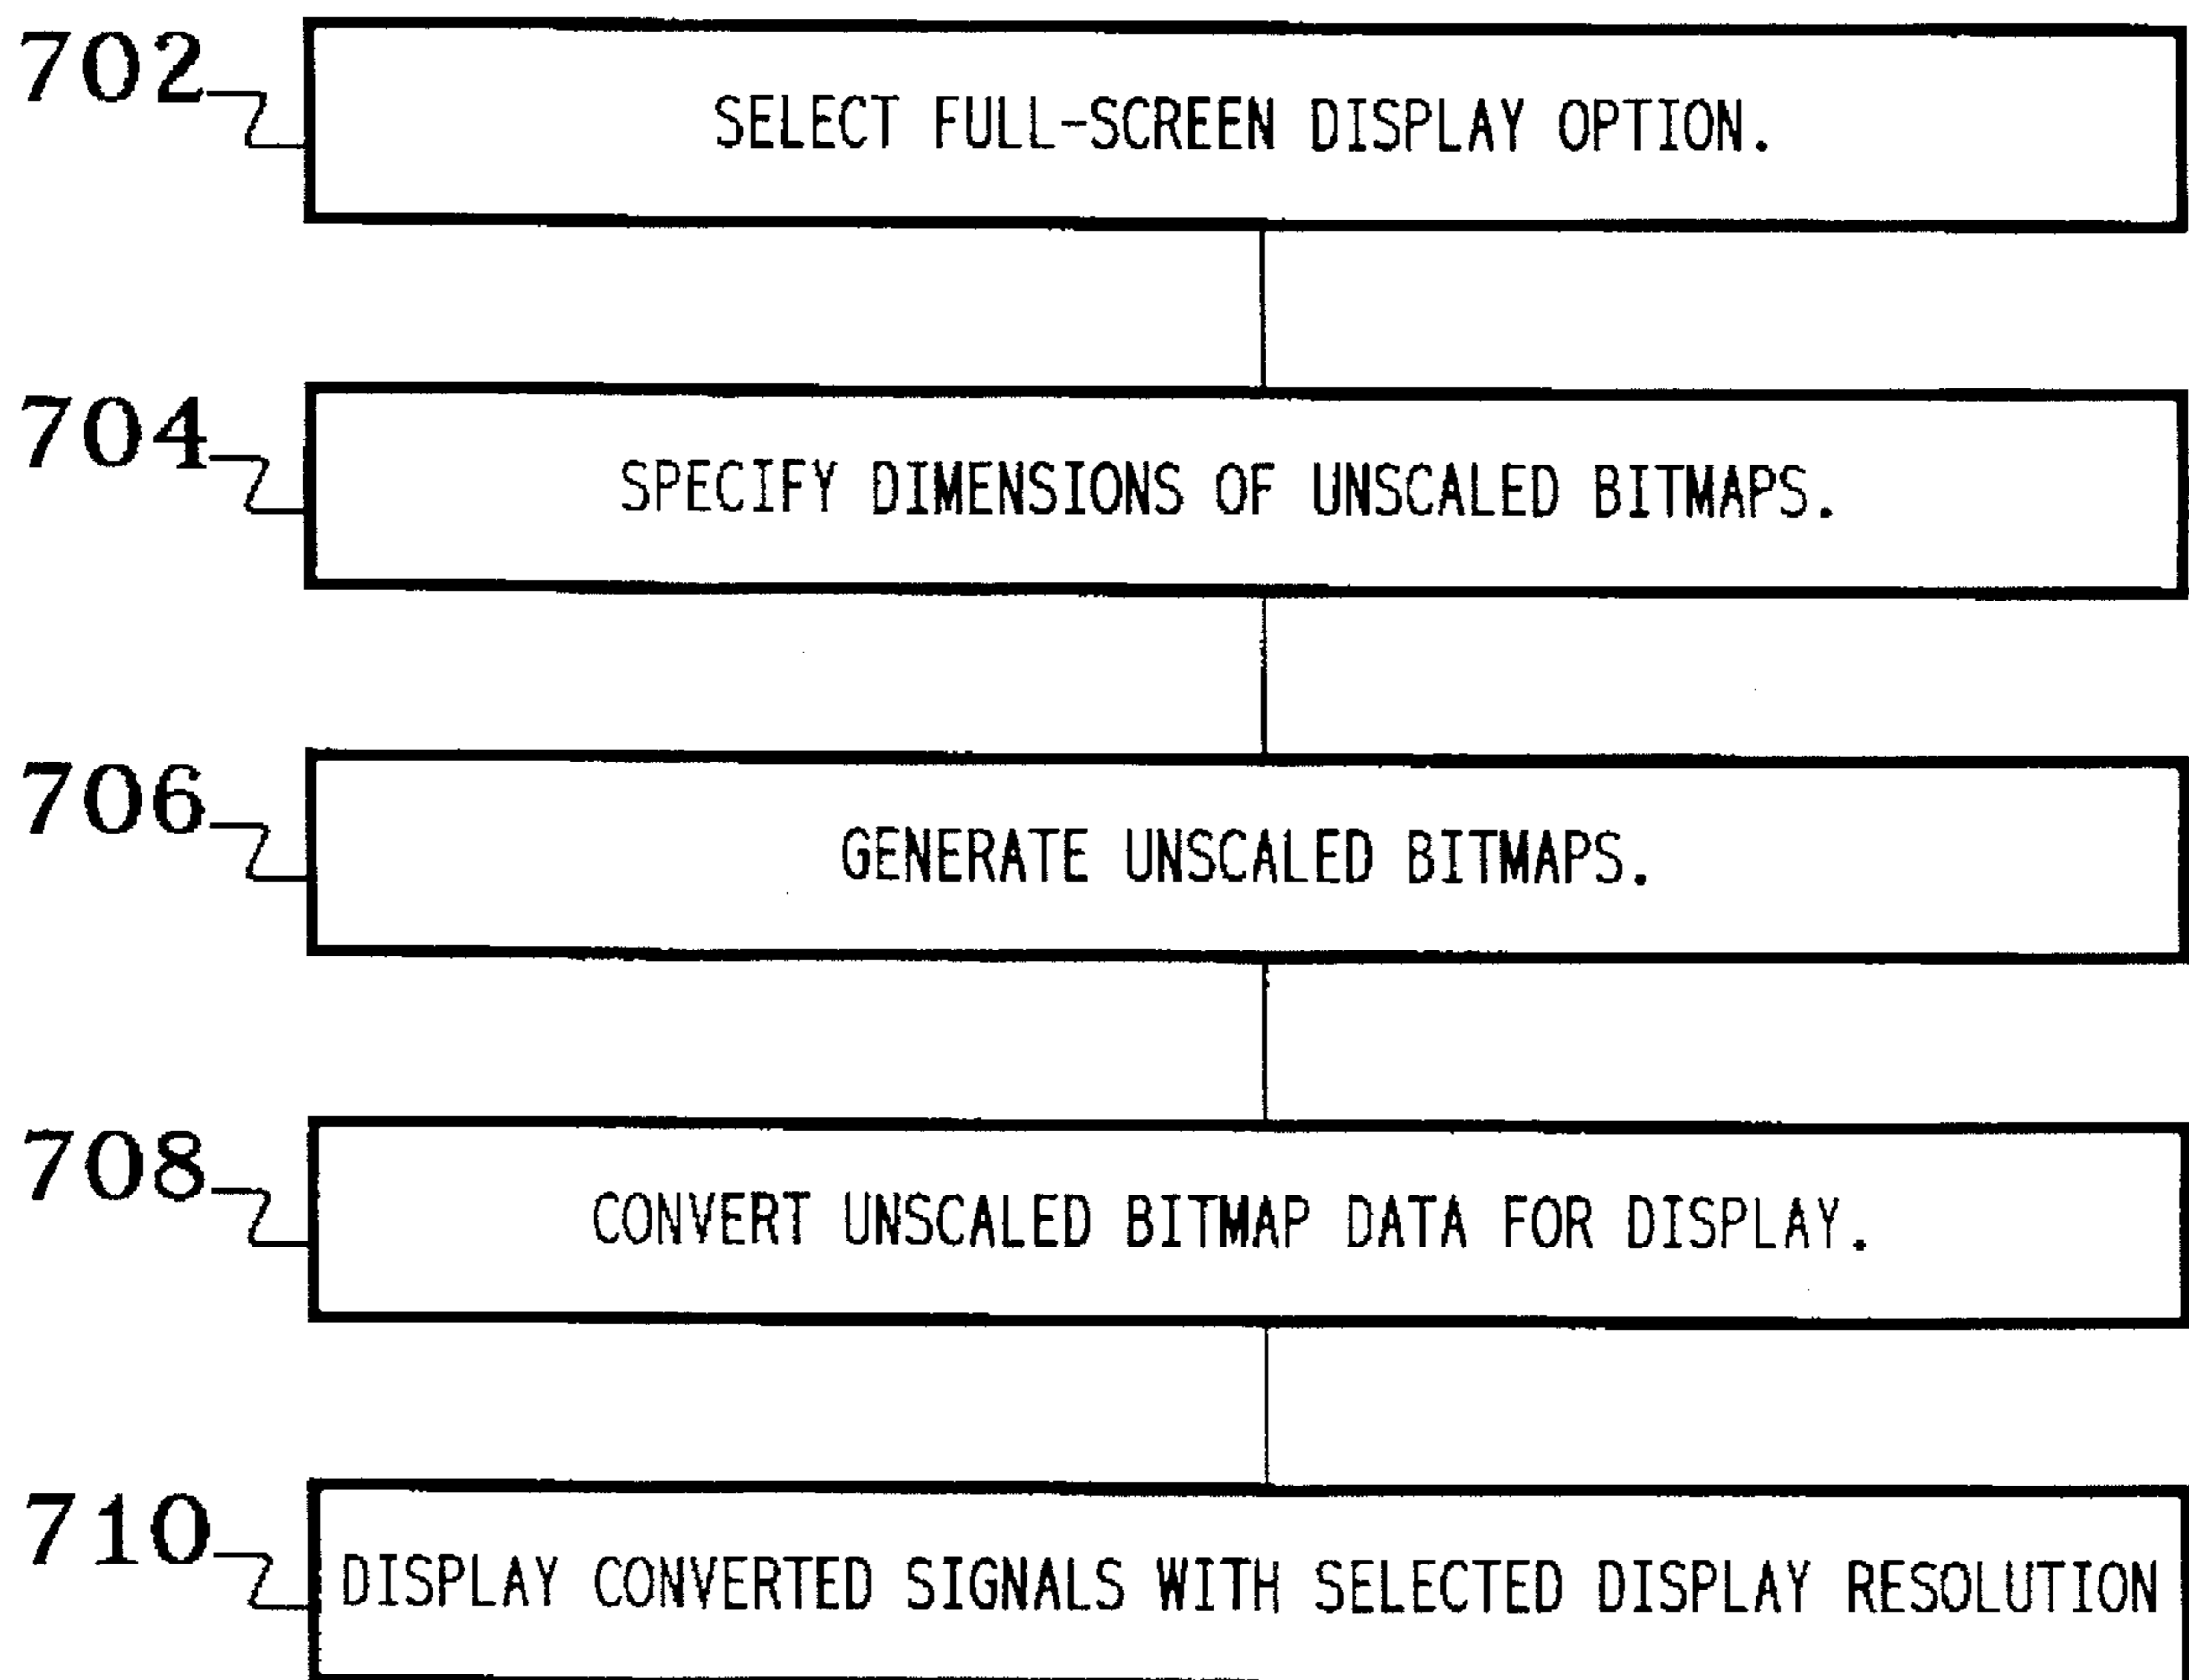 702
SELECT FULL-SCREEN DISPLAY OPTION.
704
SPECIFY DIMENSIONS OF UNSCALED BITMAPS.
706
GENERATE UNSCALED BITMAPS.
708
CONVERT UNSCALED BITMAP DATA FOR DISPLAY.
710
DISPLAY CONVERTED SIGNALS WITH SELECTED DISPLAY RESOLUTION